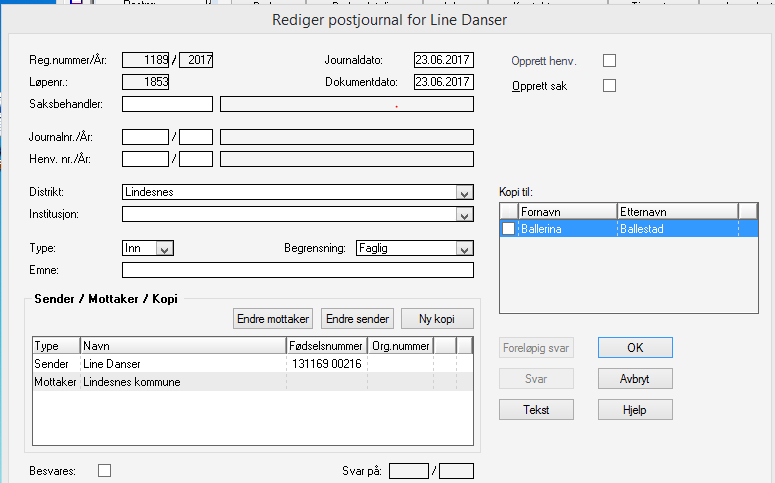 Rediger postjournal for Line Danser
Reg.nummer/År: 1189 / 2017 Journaldato: 23.06.2017 Opprett henv.
Løpenr.: 1853 Dokumentdato: 23.06.2017 Opprett sak
Saksbehandler:
Journalnr./År: /
Henv. nr./År: /
Distrikt: Lindesnes Kopi til:
Institusjon: Fornavn Etternavn
Ballerina Ballestad
Type: Inn Begrensning: Faglig
Emne:
Sender / Mottaker / Kopi
Endre mottaker Endre sender Ny kopi
Type Navn Fødselsnummer Org.nummer
Sender Line Danser 131169 00216
Mottaker Lindesnes kommune
Foreløpig svar OK
Svar Avbryt
Tekst Hjelp
Besvares: Svar på: /